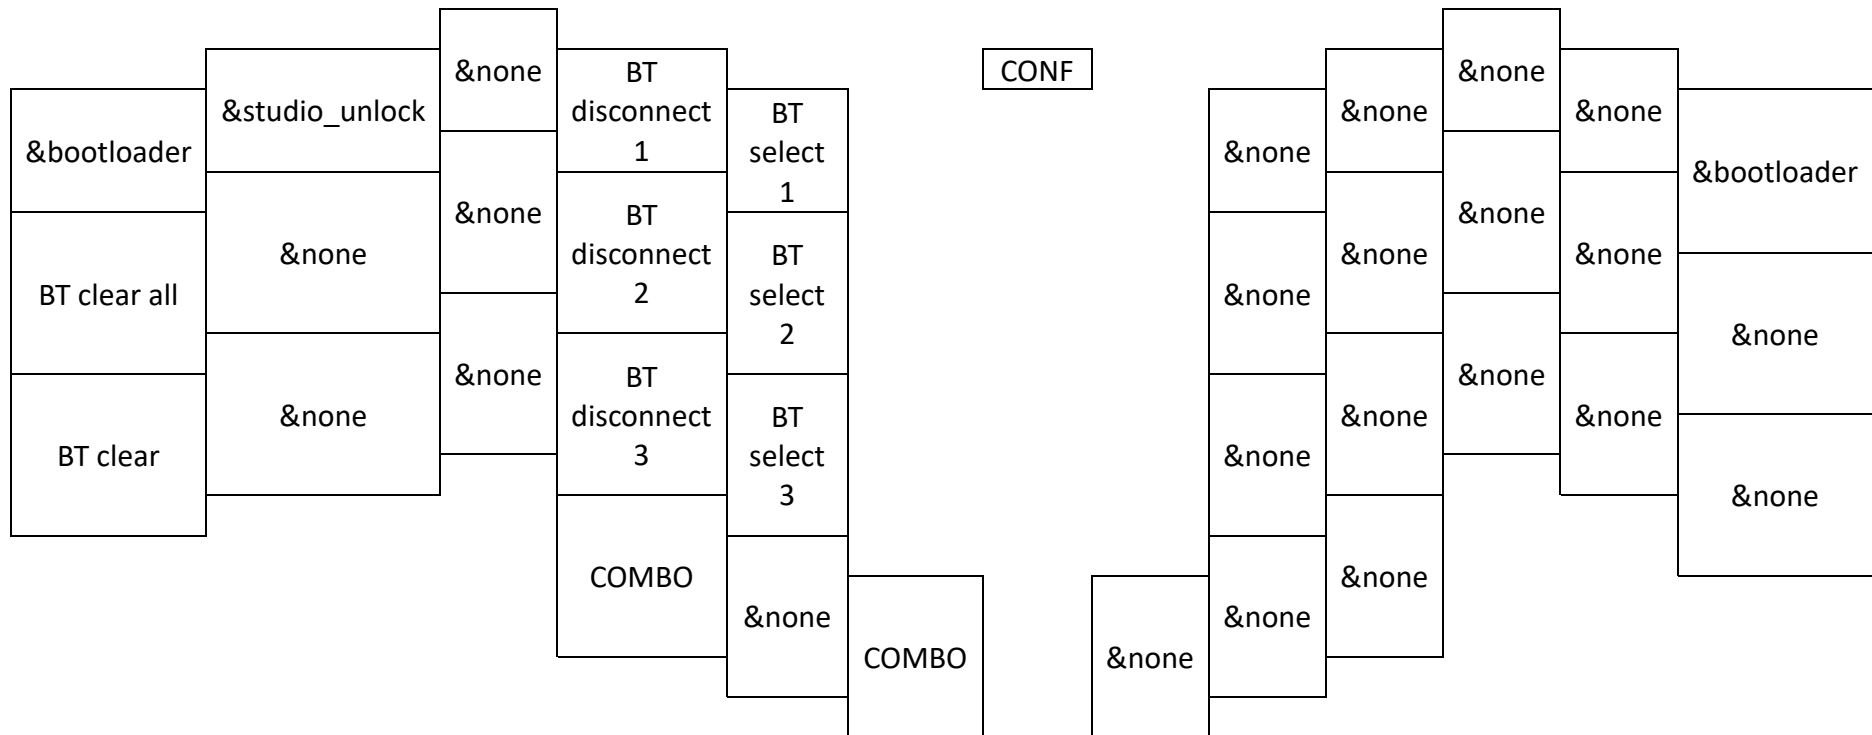 &none
BT
disconnect
1
CONF
&none
&studio_unlock
&none
&none
&bootloader
BT
select
1
&none
&bootloader
&none
BT
disconnect
2
&none
&none
&none
&none
BT clear all
BT
select
2
&none
&none
&none
BT
disconnect
3
&none
&none
&none
&none
BT clear
BT
select
3
&none
&none
COMBO
&none
&none
&none
COMBO
&none